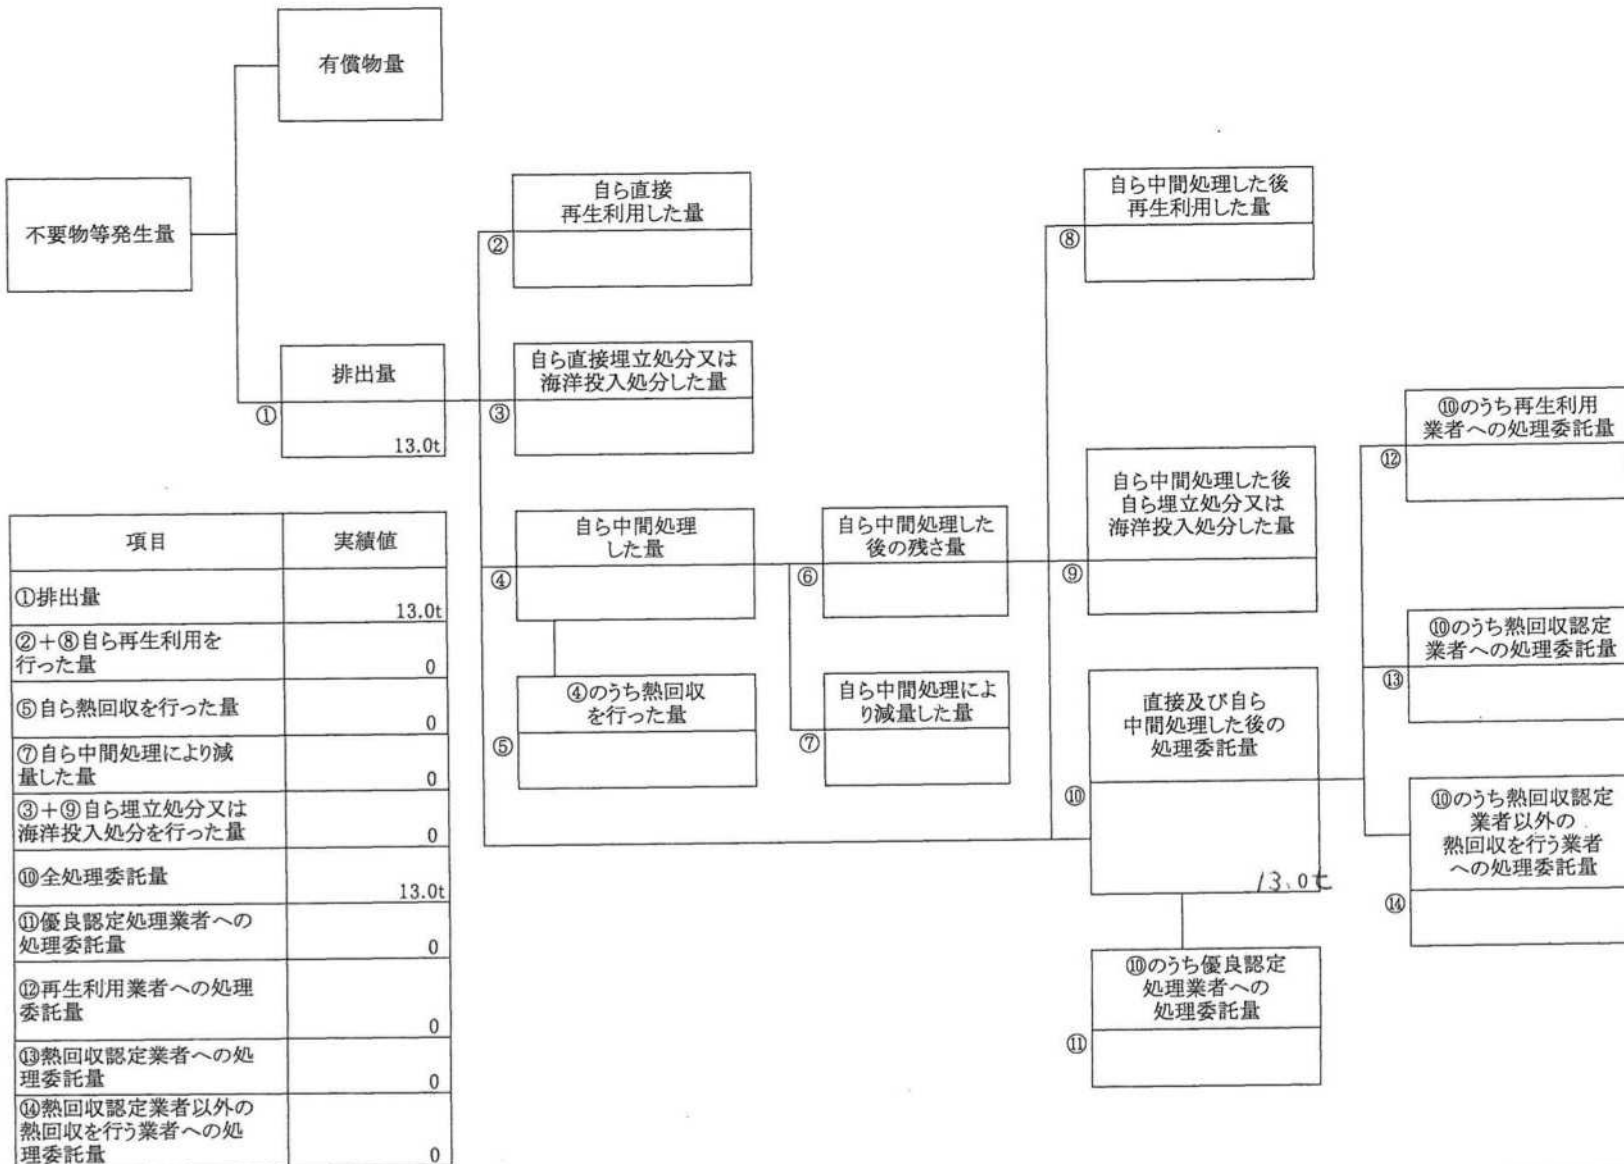 有償物量
不要物等発生量
排出量
①
13.0t
自ら直接
再生利用した量
②
自ら直接埋立処分又は
海洋投入処分した量
③
自ら中間処理
した量
④
④のうち熱回収
を行った量
⑤
自ら中間処理した
後の残さ量
⑥
自ら中間処理によ
り減量した量
⑦
自ら中間処理した後
再生利用した量
⑧
自ら中間処理した後
自ら埋立処分又は
海洋投入処分した量
⑨
直接及び自ら
中間処理した後の
処理委託量
⑩
13.0t
⑩のうち優良認定
処理業者への
処理委託量
⑪
⑩のうち再生利用
業者への処理委託量
⑫
⑩のうち熱回収認定
業者への処理委託量
⑬
⑩のうち熱回収認定
業者以外の
熱回収を行う業者
への処理委託量
⑭
項目 実績値
①排出量
13.0t
②+⑧自ら再生利用を
行った量 0
⑤自ら熱回収を行った量
0
⑦自ら中間処理により減
量した量 0
③+⑨自ら埋立処分又は
海洋投入処分を行った量 0
⑩全処理委託量
13.0t
⑪優良認定処理業者への
処理委託量 0
⑫再生利用業者への処理
委託量
0
⑬熱回収認定業者への処
理委託量 0
⑭熱回収認定業者以外の
熱回収を行う業者への処
理委託量 0